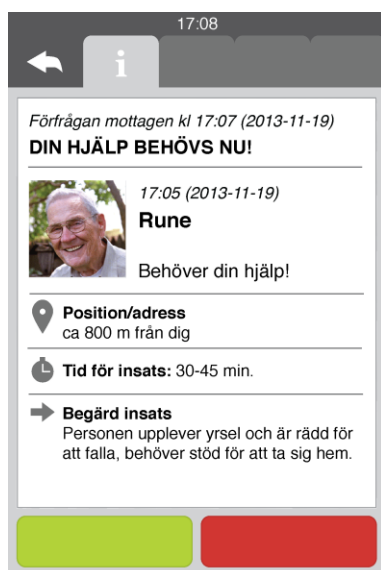 17:08
i
Förfrågan mottagen kl 17:07 (2013-11-19)
DIN HJÄLP BEHÖVS NU!
17:05 (2013-11-19)
Rune
Behöver din hjälp!
Position/adress
ca 800 m från dig
Tid för insats: 30-45 min.
Begärd insats
Personen upplever yrsel och är rädd för
att falla, behöver stöd för att ta sig hem.